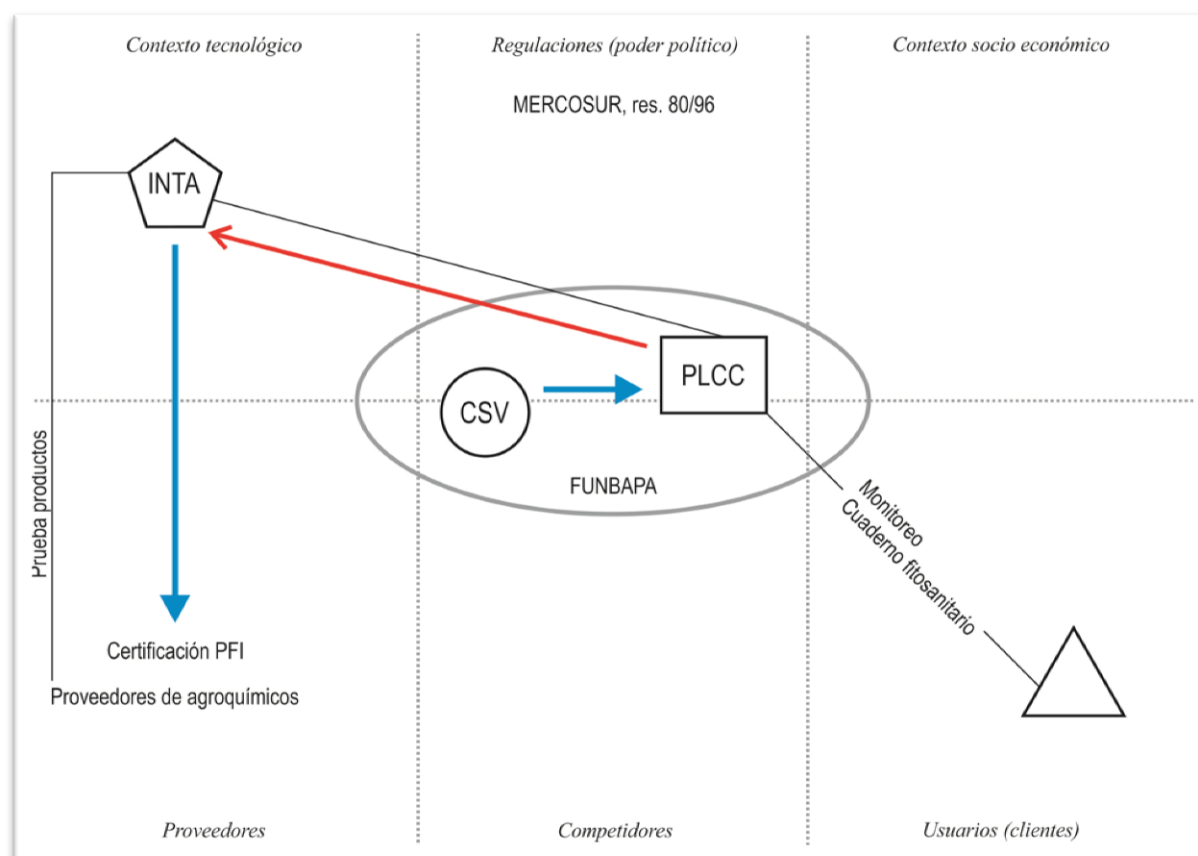 Contexto tecnológico
Regulaciones (poder político)
Contexto socio económico
MERCOSUR, res. 80/96
INTA
PLCC
CSV
FUNBAPA
Prueba productos
Monitoreo
Cuaderno fitosanitario
Certificación PFI
Proveedores de agroquímicos
Proveedores
Competidores
Usuarios (clientes)